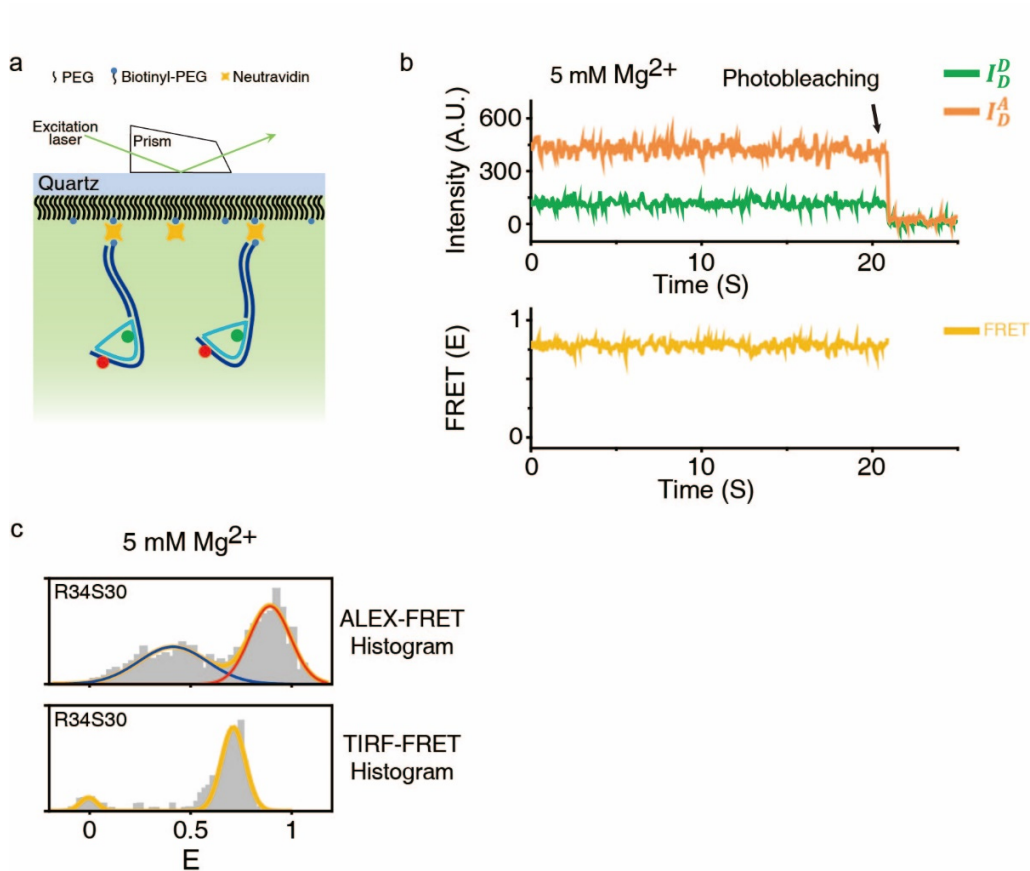 a
PEG Biotinyl-PEG Neutravidin
Excitation
laser
Prism
Quartz
b
5 mM Mg²⁺
Photobleaching
I_D^D
I_D^A
Intensity (A.U.)
600
300
0
0 10 20
Time (S)
FRET (E)
1
0
FRET
0 10 20
Time (S)
c
5 mM Mg²⁺
R34S30
ALEX-FRET
Histogram
R34S30
TIRF-FRET
Histogram
0 0.5 1
E